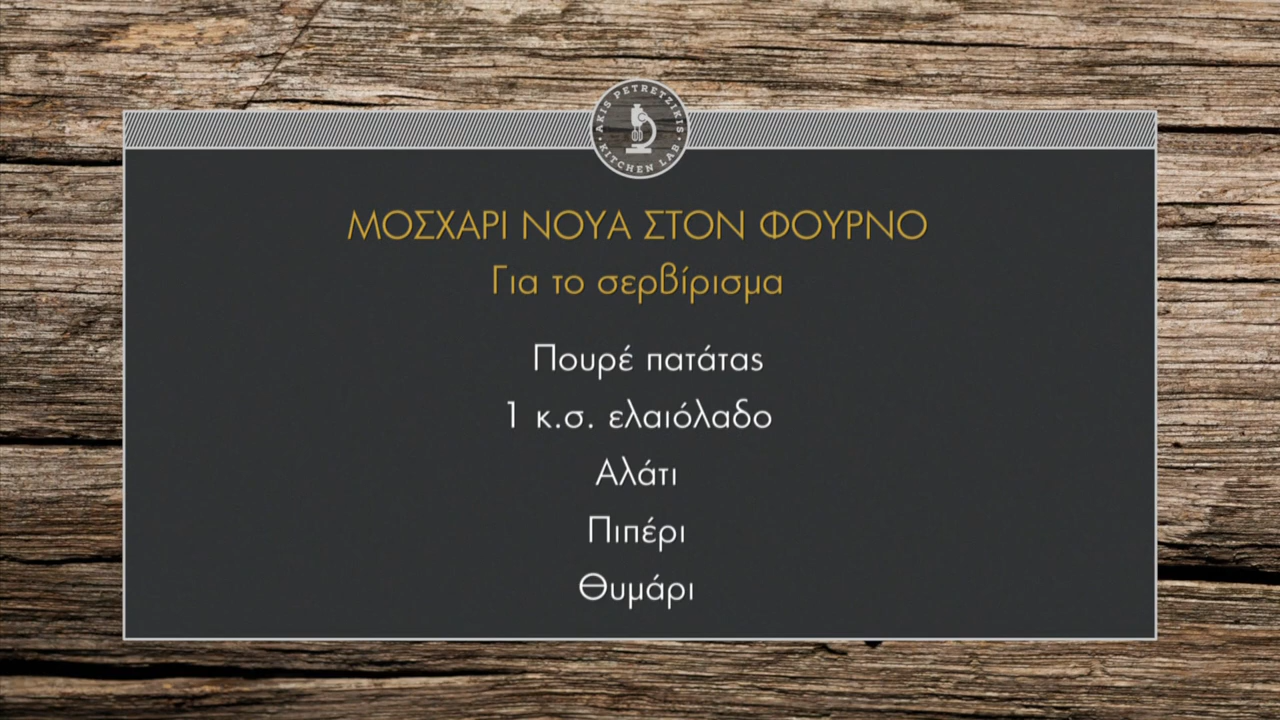 AKIS PETRETZIKIS
KITCHEN LAB
ΜΟΣΧΑΡΙ ΝΟΥΑ ΣΤΟΝ ΦΟΥΡΝΟ
Για το σερβίρισμα
Πουρέ πατάτας
1 κ.σ. ελαιόλαδο
Αλάτι
Πιπέρι
Θυμάρι